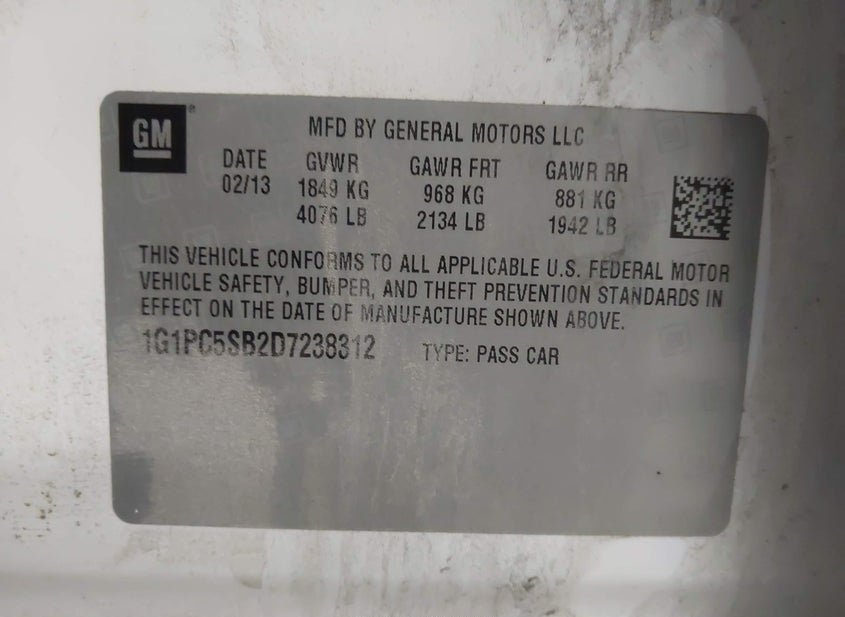 GM®
MFD BY GENERAL MOTORS LLC
DATE GVWR GAWR FRT GAWR RR
02/13 1849 KG 968 KG 881 KG
4076 LB 2134 LB 1942 LB
THIS VEHICLE CONFORMS TO ALL APPLICABLE U.S. FEDERAL MOTOR
VEHICLE SAFETY, BUMPER, AND THEFT PREVENTION STANDARDS IN
EFFECT ON THE DATE OF MANUFACTURE SHOWN ABOVE.
1G1PC5SB2D7238312 TYPE: PASS CAR